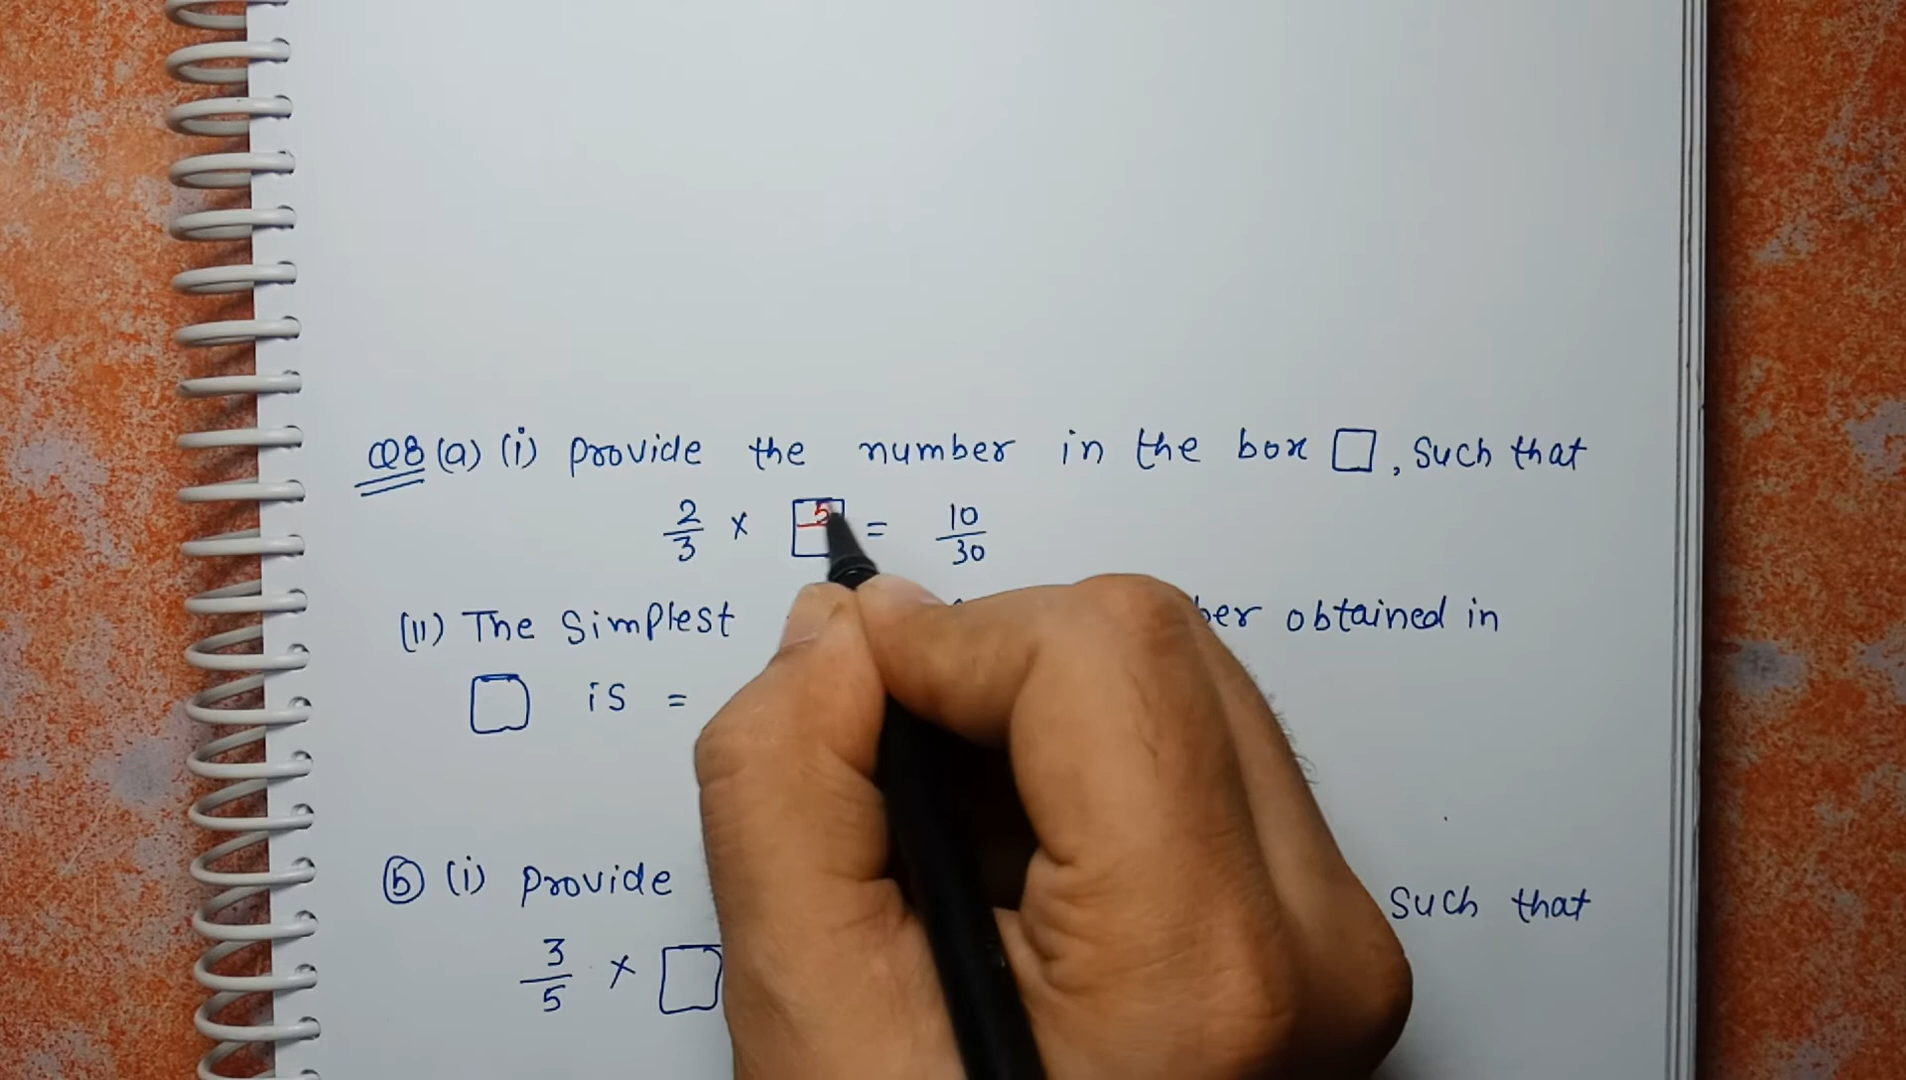 Q8 (a) (i) Provide the number in the box □, such that
2/3 × 5/ = 10/30
(ii) The Simplest obtained in
□ is =
(b) (i) Provide such that
3/5 × □